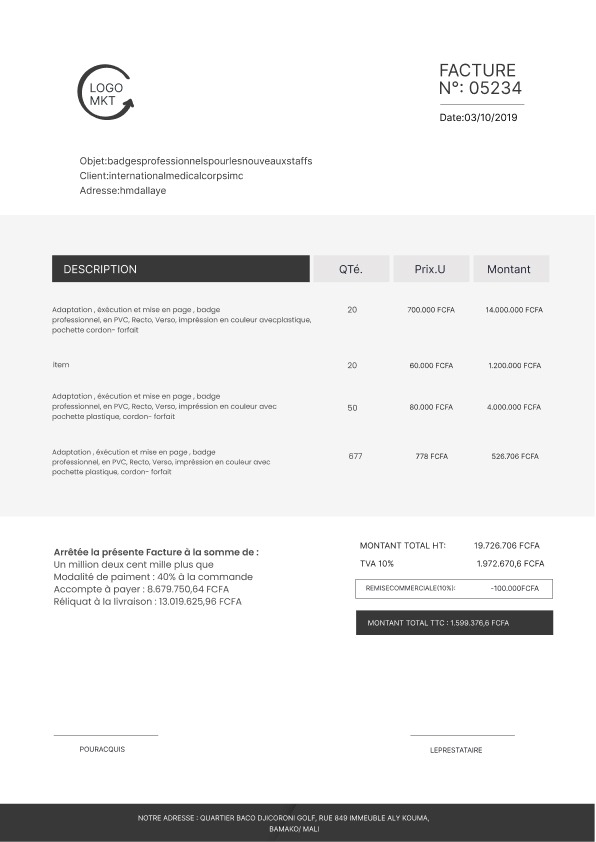 LOGO
MKT
FACTURE
N°: 05234
Date:03/10/2019
Objet:badgesprofessionnelspourlesnouveauxstaffs
Client:internationalmedicalcorpsimc
Adresse:hmdallaye
DESCRIPTION QTé. Prix.U Montant
Adaptation , éxécution et mise en page , badge
professionnel, en PVC, Recto, Verso, impréssion en couleur avecplastique,
pochette cordon- forfait
20 700.000 FCFA 14.000.000 FCFA
item 20 60.000 FCFA 1.200.000 FCFA
Adaptation , éxécution et mise en page , badge
professionnel, en PVC, Recto, Verso, impréssion en couleur avec
pochette plastique, cordon- forfait
50 80.000 FCFA 4.000.000 FCFA
Adaptation , éxécution et mise en page , badge
professionnel, en PVC, Recto, Verso, impréssion en couleur avec
pochette plastique, cordon- forfait
677 778 FCFA 526.706 FCFA
Arrêtée la présente Facture à la somme de :
Un million deux cent mille plus que
Modalité de paiment : 40% à la commande
Accompte à payer : 8.679.750,64 FCFA
Réliquat à la livraison : 13.019.625,96 FCFA
MONTANT TOTAL HT: 19.726.706 FCFA
TVA 10% 1.972.670,6 FCFA
REMISECOMMERCIALE(10%): -100.000FCFA
MONTANT TOTAL TTC : 1.599.376,6 FCFA
POURACQUIS
LEPRESTATAIRE
NOTRE ADRESSE : QUARTIER BACO DJICORONI GOLF, RUE 849 IMMEUBLE ALY KOUMA,
BAMAKO/ MALI